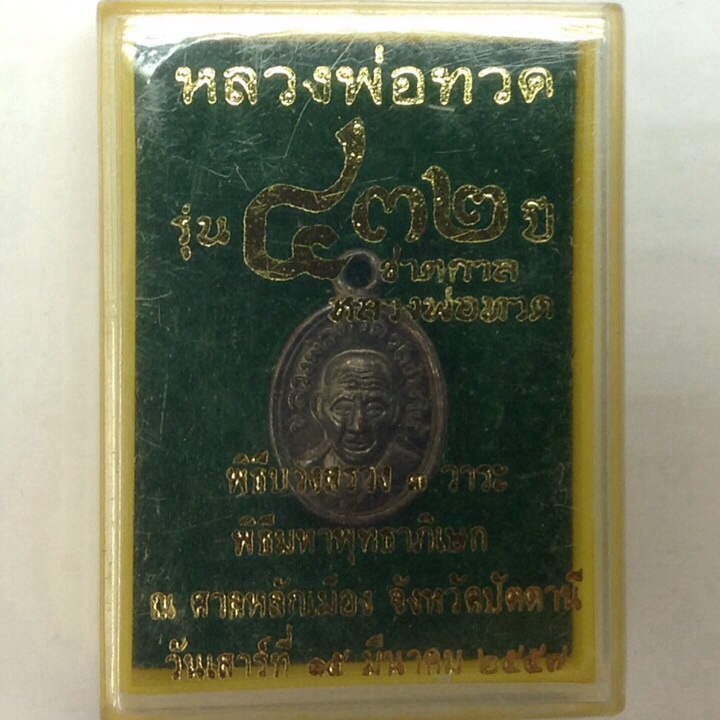 หลวงพ่อทวด
รุ่น ๔๓๒ ปี
ชาตกาล
หลวงพ่อทวด
พิธีบวงสรวง ๓ วาระ
พิธีมหาพุทธาภิเษก
ณ ศาลหลักเมือง จังหวัดปัตตานี
วันเสาร์ที่ ๑๕ มีนาคม ๒๕๕๗